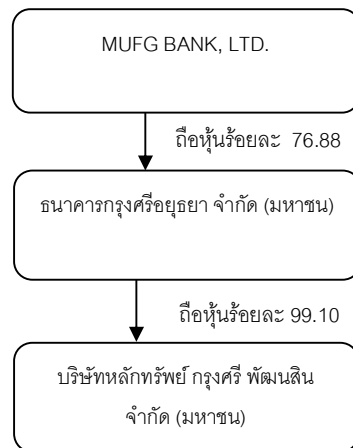 MUFG BANK, LTD.
ถือหุ้นร้อยละ 76.88
ธนาคารกรุงศรีอยุธยา จำกัด (มหาชน)
ถือหุ้นร้อยละ 99.10
บริษัทหลักทรัพย์ กรุงศรี พัฒนสิน
จำกัด (มหาชน)